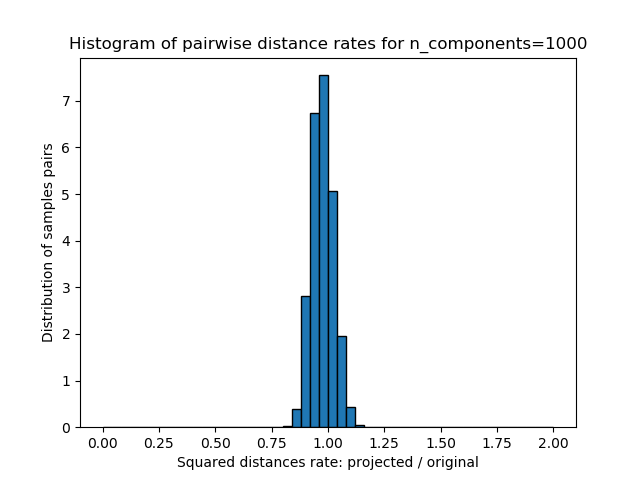 Histogram of pairwise distance rates for n_components=1000
Distribution of samples pairs
7
6
5
4
3
2
1
0
0.00 0.25 0.50 0.75 1.00 1.25 1.50 1.75 2.00
Squared distances rate: projected / original